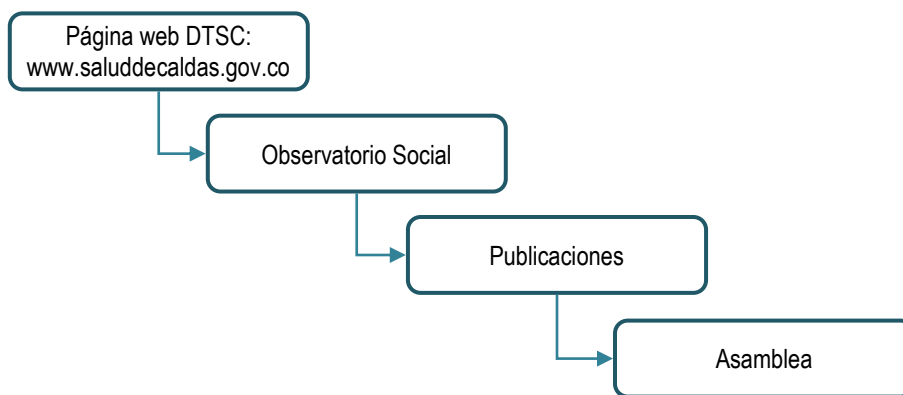 Página web DTSC:
www.saluddecaldas.gov.co
Observatorio Social
Publicaciones
Asamblea